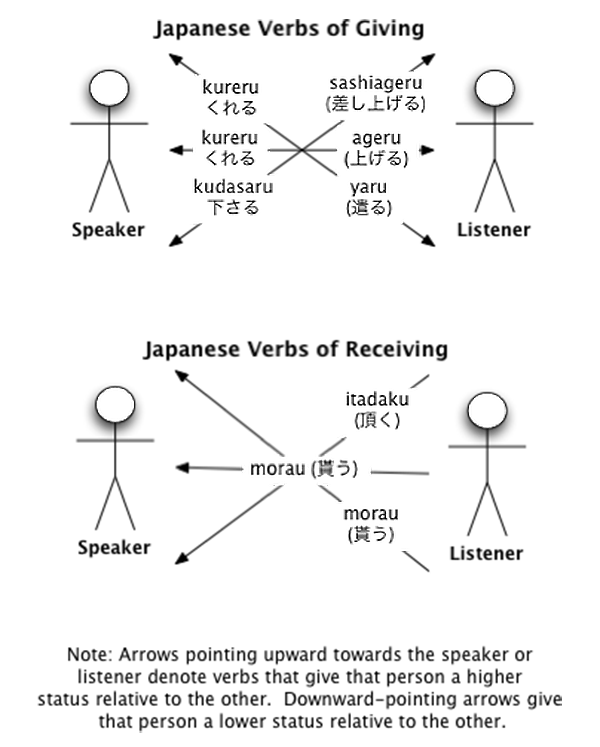 Japanese Verbs of Giving
kureru
くれる
sashiageru
(差し上げる)
kureru
くれる
ageru
(上げる)
kudasaru
下さる
yaru
(遣る)
Speaker
Listener
Japanese Verbs of Receiving
itadaku
(頂く)
morau (貰う)
morau
(貰う)
Speaker
Listener
Note: Arrows pointing upward towards the speaker or
listener denote verbs that give that person a higher
status relative to the other. Downward-pointing arrows give
that person a lower status relative to the other.